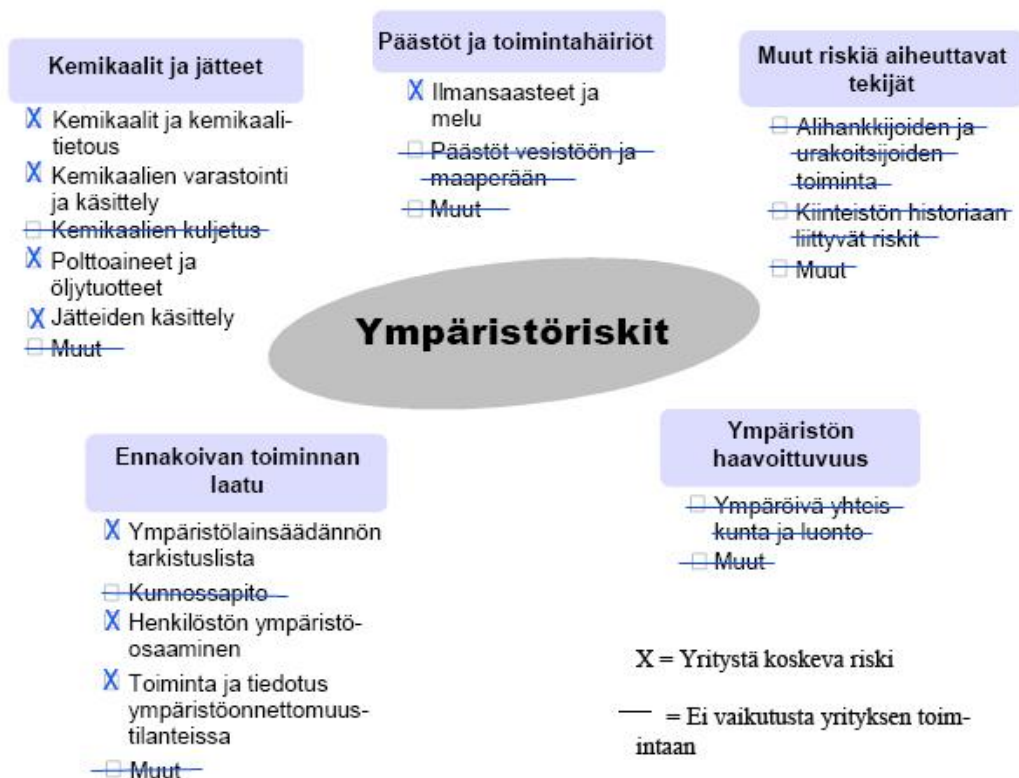 Kemikaalit ja jätteet
X Kemikaalit ja kemikaali-
tietous
X Kemikaalien varastointi
ja käsittely
Kemikaalien kuljetus
X Polttoaineet ja
öljytuotteet
X Jätteiden käsittely
Muut
Päästöt ja toimintahäiriöt
X Ilmansaasteet ja
melu
Päästöt vesistöön ja
maaperään
Muut
Muut riskiä aiheuttavat
tekijät
Alihankkijoiden ja
urakoitsijoiden
toiminta
Kiinteistön historiaan
liittyvät riskit
Muut
Ympäristöriskit
Ennakoivan toiminnan
laatu
X Ympäristölainsäädännön
tarkistuslista
Kunnossapito
X Henkilöstön ympäristö-
osaaminen
X Toiminta ja tiedotus
ympäristöonnettomuus-
tilanteissa
Muut
Ympäristön
haavoittuvuus
Ympäröivä yhteis
kunta ja luonto
Muut
X = Yritystä koskeva riski
— = Ei vaikutusta yrityksen toim-
intaan